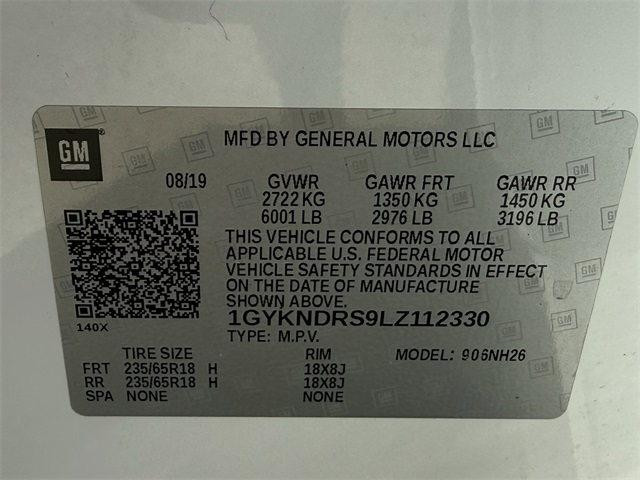 GM
MFD BY GENERAL MOTORS LLC
08/19 GVWR GAWR FRT GAWR RR
2722 KG 1350 KG 1450 KG
6001 LB 2976 LB 3196 LB
THIS VEHICLE CONFORMS TO ALL
APPLICABLE U.S. FEDERAL MOTOR
VEHICLE SAFETY STANDARDS IN EFFECT
ON THE DATE OF MANUFACTURE
SHOWN ABOVE.
140X
1GYKNDRS9LZ112330
TYPE: M.P.V. MODEL: 906NH26
TIRE SIZE RIM
FRT 235/65R18 H 18X8J
RR 235/65R18 H 18X8J
SPA NONE NONE